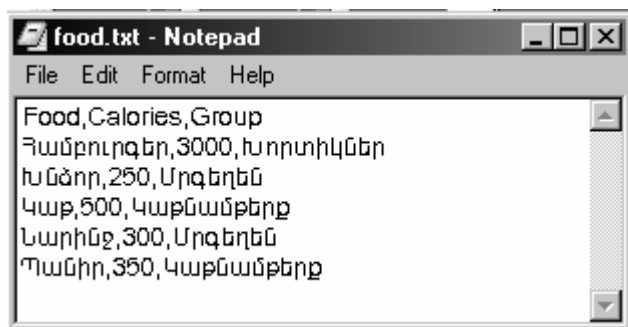 food.txt - Notepad
File Edit Format Help
Food,Calories,Group
Համբուրգեր,3000,Խորտիկներ
Խնձոր,250,Մրգեղեն
Կաթ,500,Կաթնամթերք
Նարինջ,300,Մրգեղեն
Պանիր,350,Կաթնամթերք